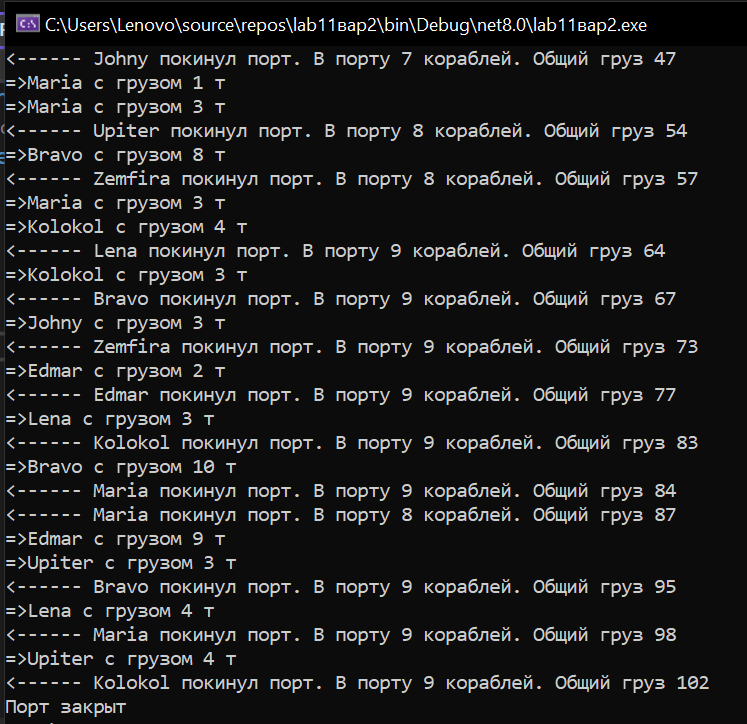 C:\Users\Lenovo\source\repos\lab11вар2\bin\Debug\net8.0\lab11вар2.exe
<------ Johny покинул порт. В порту 7 кораблей. Общий груз 47
=>Maria с грузом 1 т
=>Maria с грузом 3 т
<------ Upiter покинул порт. В порту 8 кораблей. Общий груз 54
=>Bravo с грузом 8 т
<------ Zemfira покинул порт. В порту 8 кораблей. Общий груз 57
=>Maria с грузом 3 т
=>Kolokol с грузом 4 т
<------ Lena покинул порт. В порту 9 кораблей. Общий груз 64
=>Kolokol с грузом 3 т
<------ Bravo покинул порт. В порту 9 кораблей. Общий груз 67
=>Johny с грузом 3 т
<------ Zemfira покинул порт. В порту 9 кораблей. Общий груз 73
=>Edmar с грузом 2 т
<------ Edmar покинул порт. В порту 9 кораблей. Общий груз 77
=>Lena с грузом 3 т
<------ Kolokol покинул порт. В порту 9 кораблей. Общий груз 83
=>Bravo с грузом 10 т
<------ Maria покинул порт. В порту 9 кораблей. Общий груз 84
<------ Maria покинул порт. В порту 8 кораблей. Общий груз 87
=>Edmar с грузом 9 т
=>Upiter с грузом 3 т
<------ Bravo покинул порт. В порту 9 кораблей. Общий груз 95
=>Lena с грузом 4 т
<------ Maria покинул порт. В порту 9 кораблей. Общий груз 98
=>Upiter с грузом 4 т
<------ Kolokol покинул порт. В порту 9 кораблей. Общий груз 102
Порт закрыт